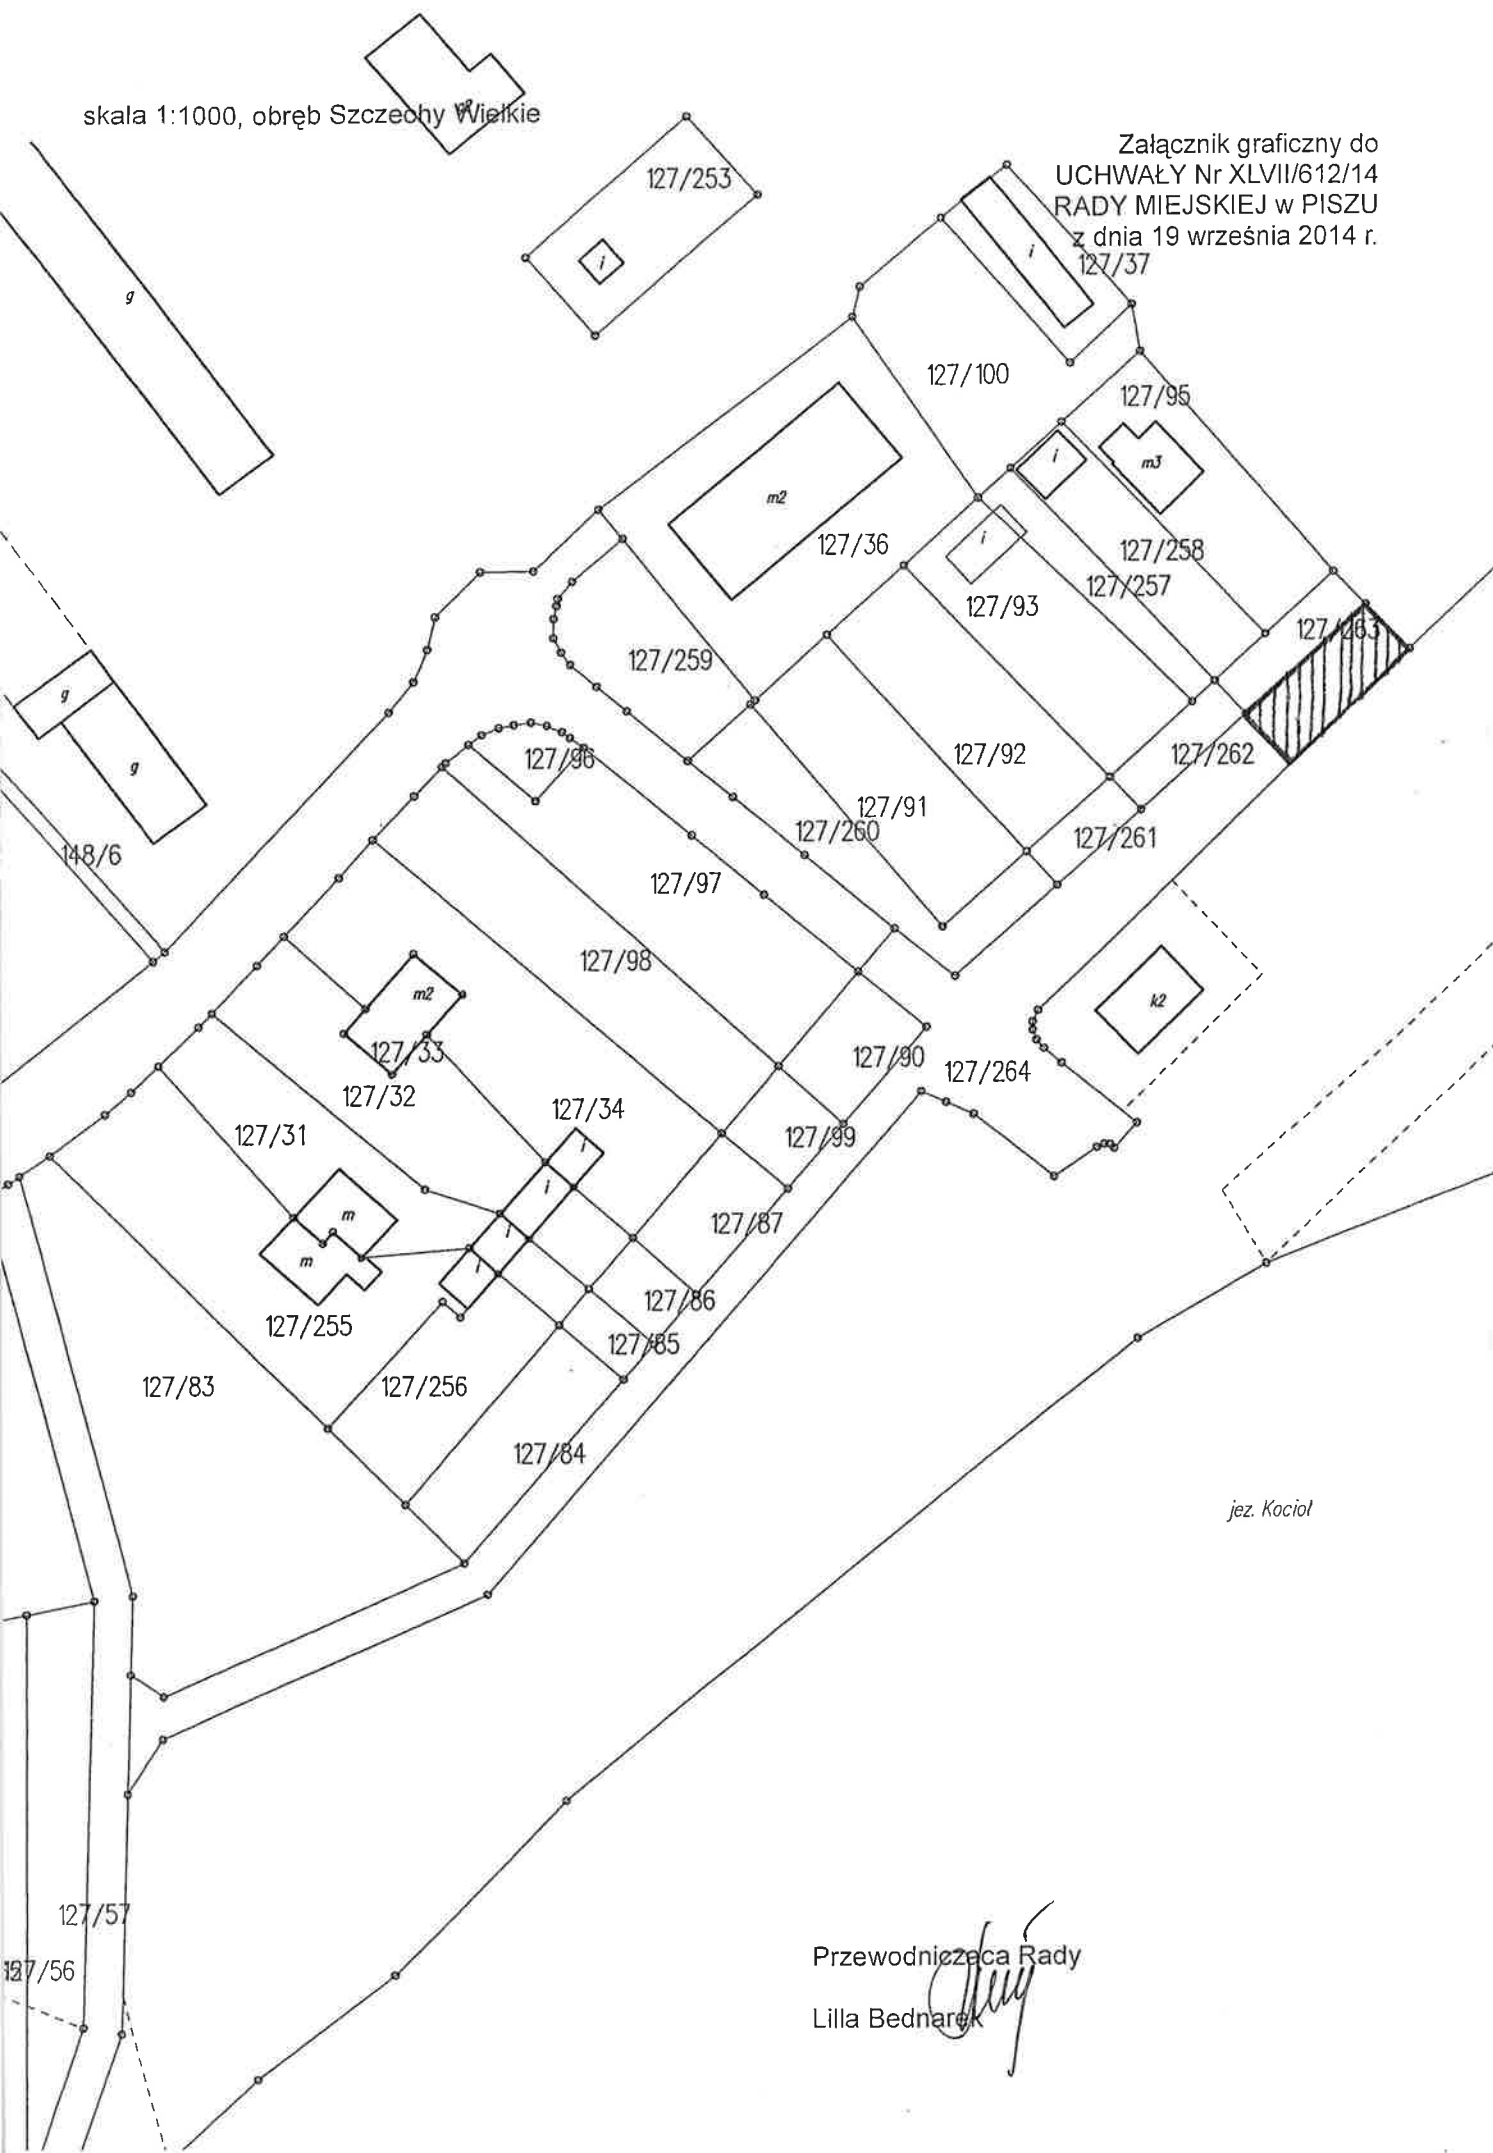 skala 1:1000, obręb Szczechy Wielkie
Załącznik graficzny do
UCHWAŁY Nr XLVII/612/14
RADY MIEJSKIEJ w PISZU
z dnia 19 września 2014 r.
127/253
i
127/37
i
g
127/100
127/95
m3
i
m2
127/36
i
127/258
127/257
127/93
127/263
127/259
g
g
127/96
127/92
127/262
127/91
127/260
127/261
148/6
127/97
127/98
m2
k2
127/33
127/90
127/264
127/32
127/34
127/31
127/99
i
i
m
127/87
i
m
i
127/86
127/255
127/85
127/83
127/256
127/84
jez. Kocioł
127/57
127/56
Przewodnicząca Rady
Lilla Bednarek